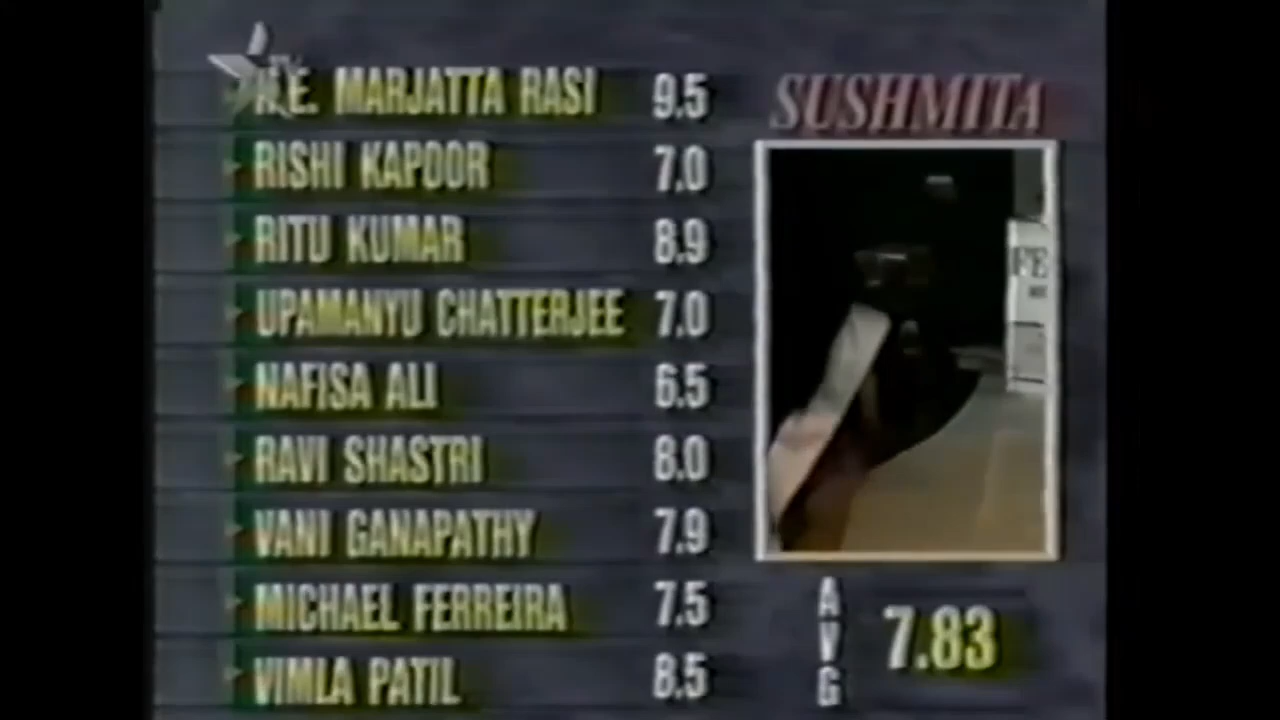 H.E. MARJATTA RASI 9.5
RISHI KAPOOR 7.0
RITU KUMAR 8.9
UPAMANYU CHATTERJEE 7.0
NAFISA ALI 6.5
RAVI SHASTRI 8.0
VANI GANAPATHY 7.9
MICHAEL FERREIRA 7.5
VIMLA PATIL 8.5
SUSHMITA
AVG 7.83